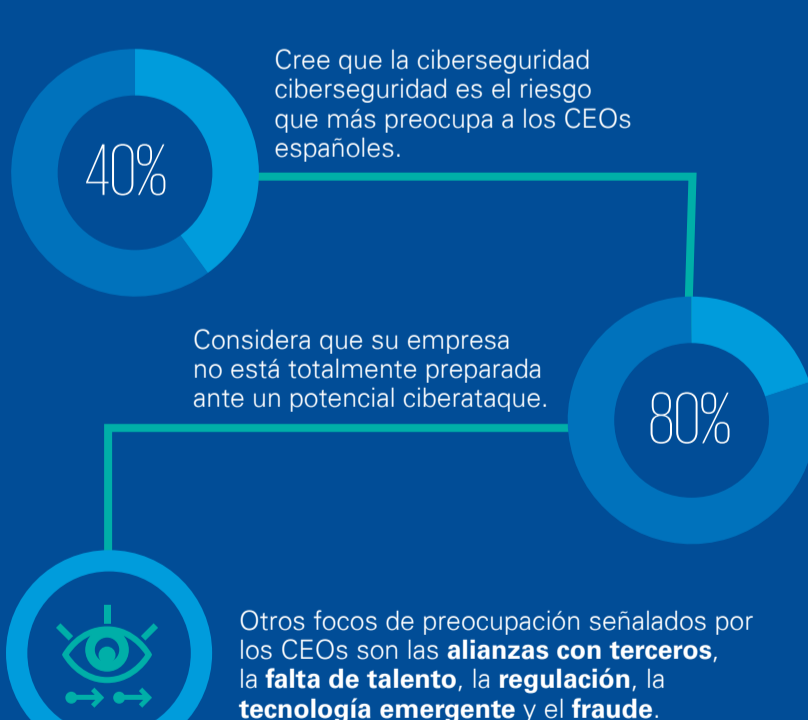 Cree que la ciberseguridad
ciberseguridad es el riesgo
que más preocupa a los CEOs
españoles.
40%
Considera que su empresa
no está totalmente preparada
ante un potencial ciberataque.
80%
Otros focos de preocupación señalados por
los CEOs son las alianzas con terceros,
la falta de talento, la regulación, la
tecnología emergente y el fraude.